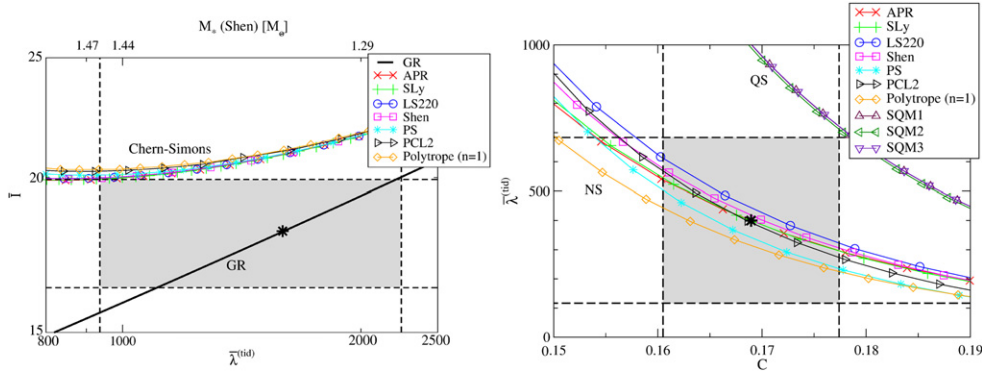 M* (Shen) [M⊙]
1.47 1.44 1.29
25
20
15
Ī
GR
APR
SLy
LS220
Shen
PS
PCL2
Polytrope (n=1)
Chern-Simons
GR
800 1000 2000 2500
λ̄(tid)
1000
500
0
λ̄(tid)
QS
NS
APR
SLy
LS220
Shen
PS
PCL2
Polytrope (n=1)
SQM1
SQM2
SQM3
0.15 0.16 0.17 0.18 0.19
C